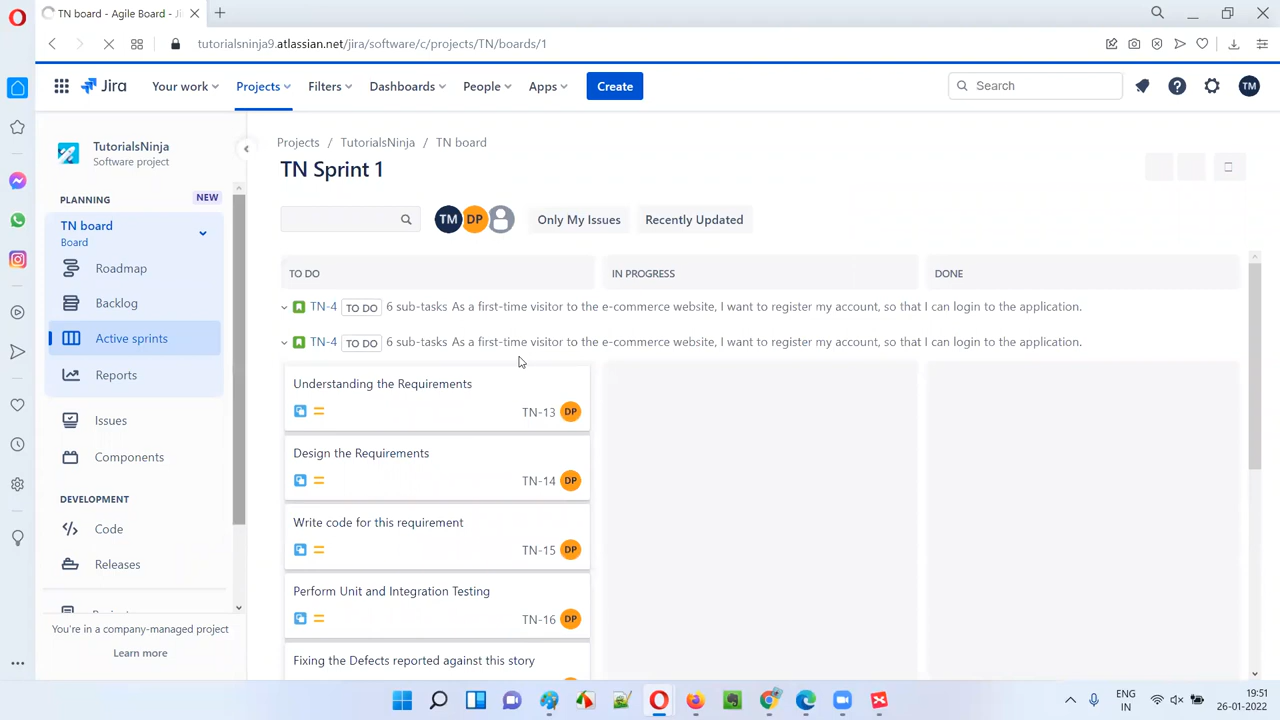 TN board - Agile Board - Ji
tutorialsninja9.atlassian.net/jira/software/c/projects/TN/boards/1
Jira
Your work
Projects
Filters
Dashboards
People
Apps
Create
Search
TM
TutorialsNinja
Software project
PLANNING
NEW
TN board
Board
Roadmap
Backlog
Active sprints
Reports
Issues
Components
DEVELOPMENT
Code
Releases
You're in a company-managed project
Learn more
Projects / TutorialsNinja / TN board
TN Sprint 1
TM DP
Only My Issues
Recently Updated
TO DO
IN PROGRESS
DONE
TN-4 TO DO 6 sub-tasks As a first-time visitor to the e-commerce website, I want to register my account, so that I can login to the application.
TN-4 TO DO 6 sub-tasks As a first-time visitor to the e-commerce website, I want to register my account, so that I can login to the application.
Understanding the Requirements
TN-13 DP
Design the Requirements
TN-14 DP
Write code for this requirement
TN-15 DP
Perform Unit and Integration Testing
TN-16 DP
Fixing the Defects reported against this story
ENG
IN
19:51
26-01-2022